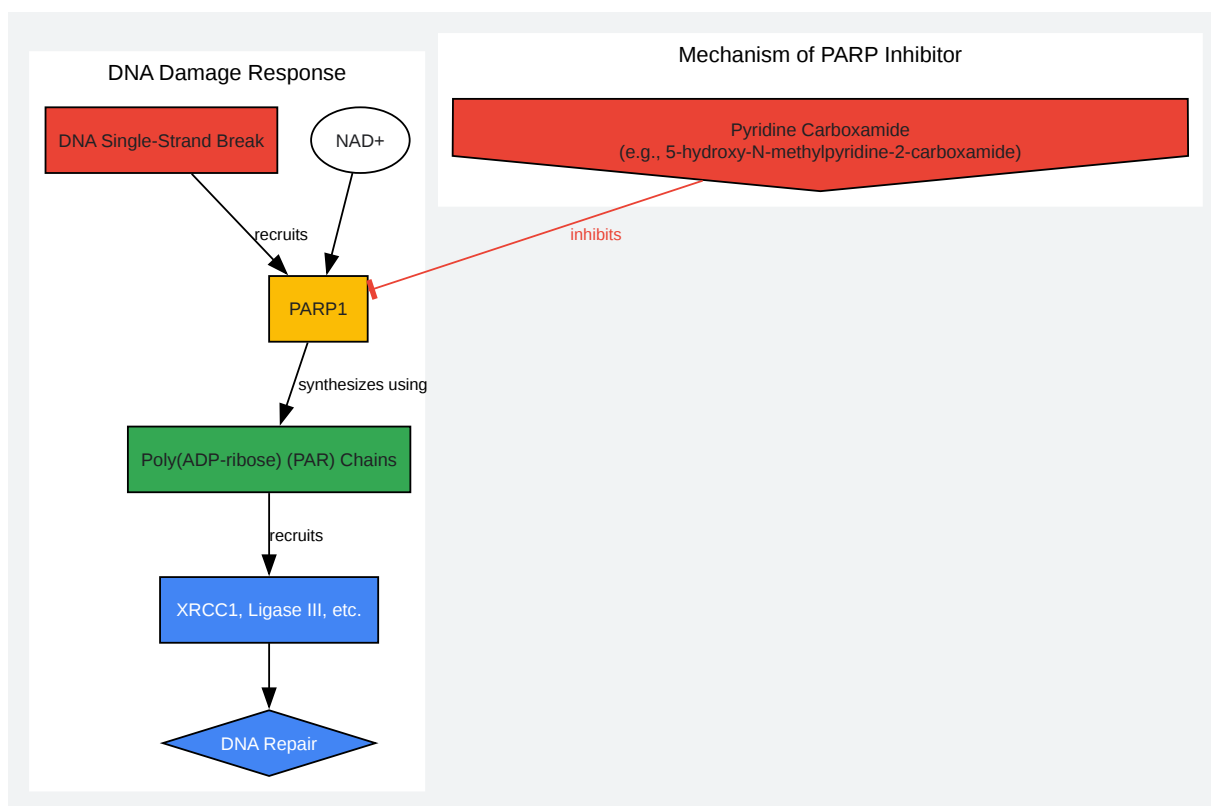 DNA Damage Response
DNA Single-Strand Break
NAD+
recruits
PARP1
synthesizes using
Poly(ADP-ribose) (PAR) Chains
recruits
XRCC1, Ligase III, etc.
DNA Repair
Mechanism of PARP Inhibitor
Pyridine Carboxamide
(e.g., 5-hydroxy-N-methylpyridine-2-carboxamide)
inhibits